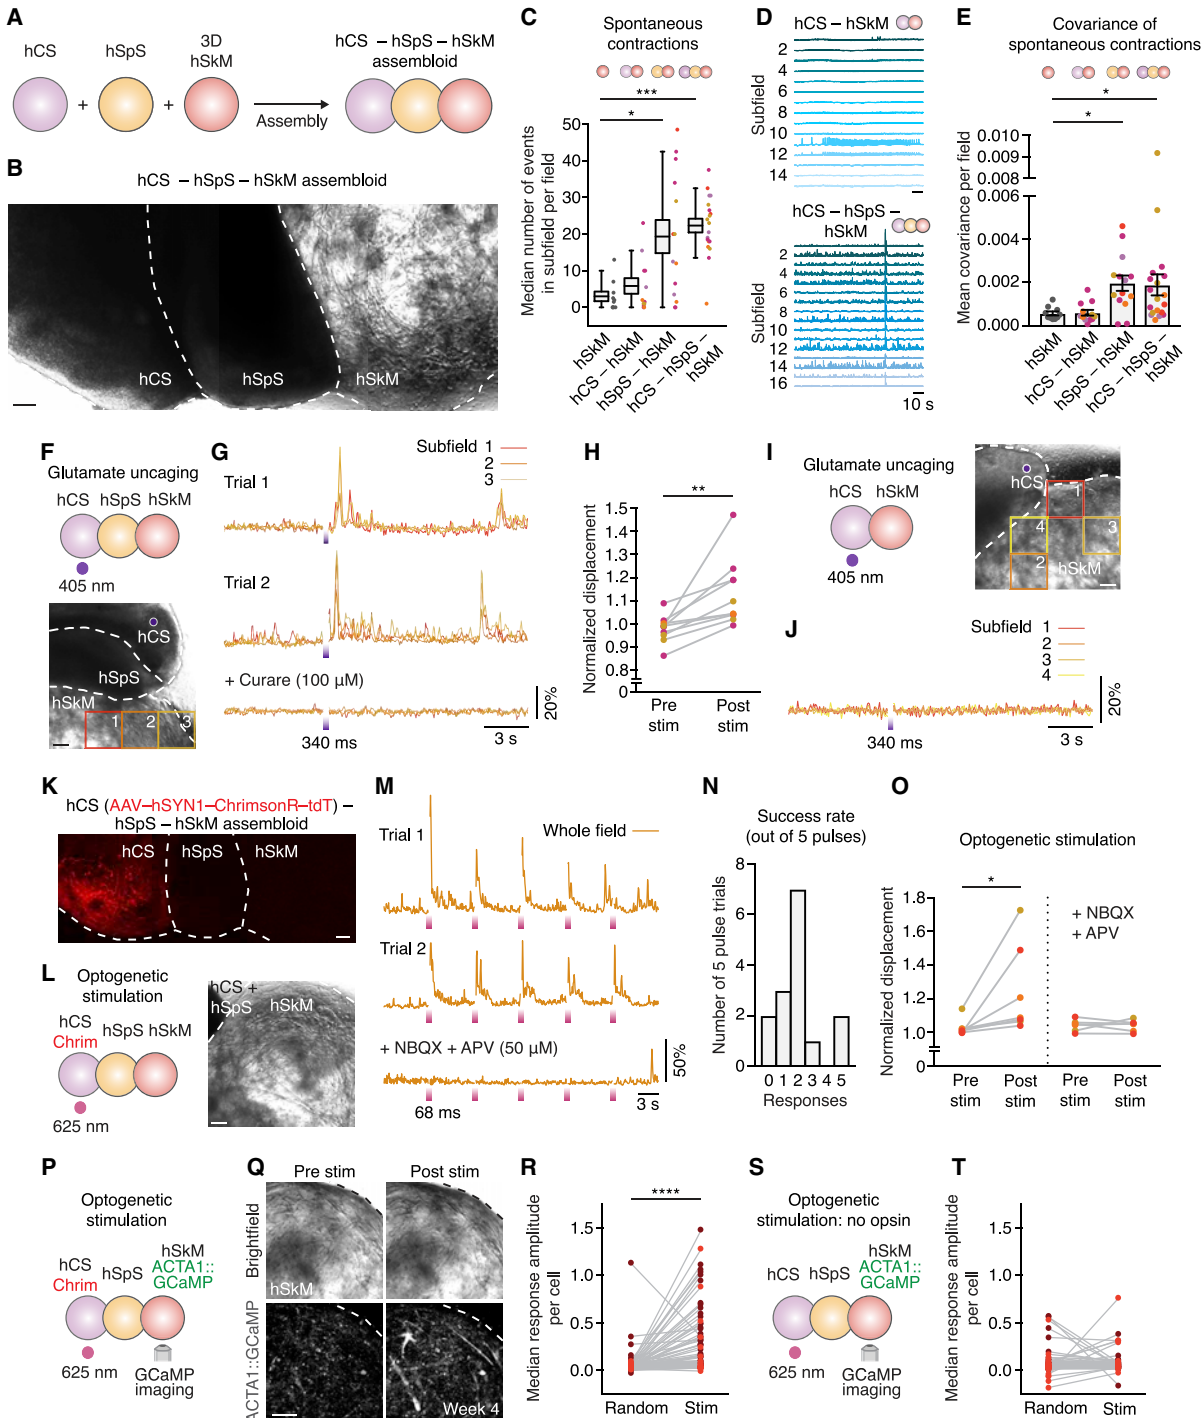 A
hCS
hSpS
3D
hSkM
hCS – hSpS – hSkM
assembloid
+
+
Assembly
B
hCS – hSpS – hSkM assembloid
hCS
hSpS
hSkM
C
Spontaneous
contractions
***
*
Median number of events
in subfield per field
50
40
30
20
10
0
hSkM
hCS – hSkM
hSpS – hSkM
hCS – hSpS –
hSkM
D
hCS – hSkM
Subfield
2
4
6
8
10
12
14
hCS – hSpS –
hSkM
Subfield
2
4
6
8
10
12
14
16
10 s
E
Covariance of
spontaneous contractions
*
*
Mean covariance per field
0.010
0.009
0.008
0.006
0.004
0.002
0.000
hSkM
hCS – hSkM
hSpS – hSkM
hCS – hSpS –
hSkM
F
Glutamate uncaging
hCS hSpS hSkM
405 nm
hCS
hSpS
hSkM
1 2 3
G
Subfield 1
2
3
Trial 1
Trial 2
+ Curare (100 µM)
340 ms
3 s
20%
H
**
Normalized displacement
1.5
1.4
1.3
1.2
1.1
1.0
0.9
0.8
0
Pre
stim
Post
stim
I
Glutamate uncaging
hCS hSkM
405 nm
hCS
1
4
3
2
hSkM
J
Subfield 1
2
3
4
340 ms
3 s
20%
K
hCS (AAV–hSYN1–ChrimsonR–tdT) –
hSpS – hSkM assembloid
hCS
hSpS
hSkM
L
Optogenetic
stimulation
hCS
Chrim
hSpS hSkM
625 nm
hCS +
hSpS
hSkM
M
Trial 1
Whole field
Trial 2
+ NBQX + APV (50 µM)
68 ms
3 s
50%
N
Success rate
(out of 5 pulses)
Number of 5 pulse trials
8
6
4
2
0
0 1 2 3 4 5
Responses
O
Optogenetic stimulation
*
+ NBQX
+ APV
Normalized displacement
1.8
1.6
1.4
1.2
1.0
0
Pre
stim
Post
stim
Pre
stim
Post
stim
P
Optogenetic
stimulation
hCS
Chrim
hSpS
hSkM
ACTA1::
GCaMP
625 nm
GCaMP
imaging
Q
Pre stim
Post stim
Brightfield
hSkM
ACTA1::GCaMP
Week 4
R
****
Median response amplitude
per cell
1.5
1.0
0.5
0.0
Random
Stim
S
Optogenetic
stimulation: no opsin
hCS
hSpS
hSkM
ACTA1::
GCaMP
625 nm
GCaMP
imaging
T
Median response amplitude
per cell
1.5
1.0
0.5
0.0
Random
Stim